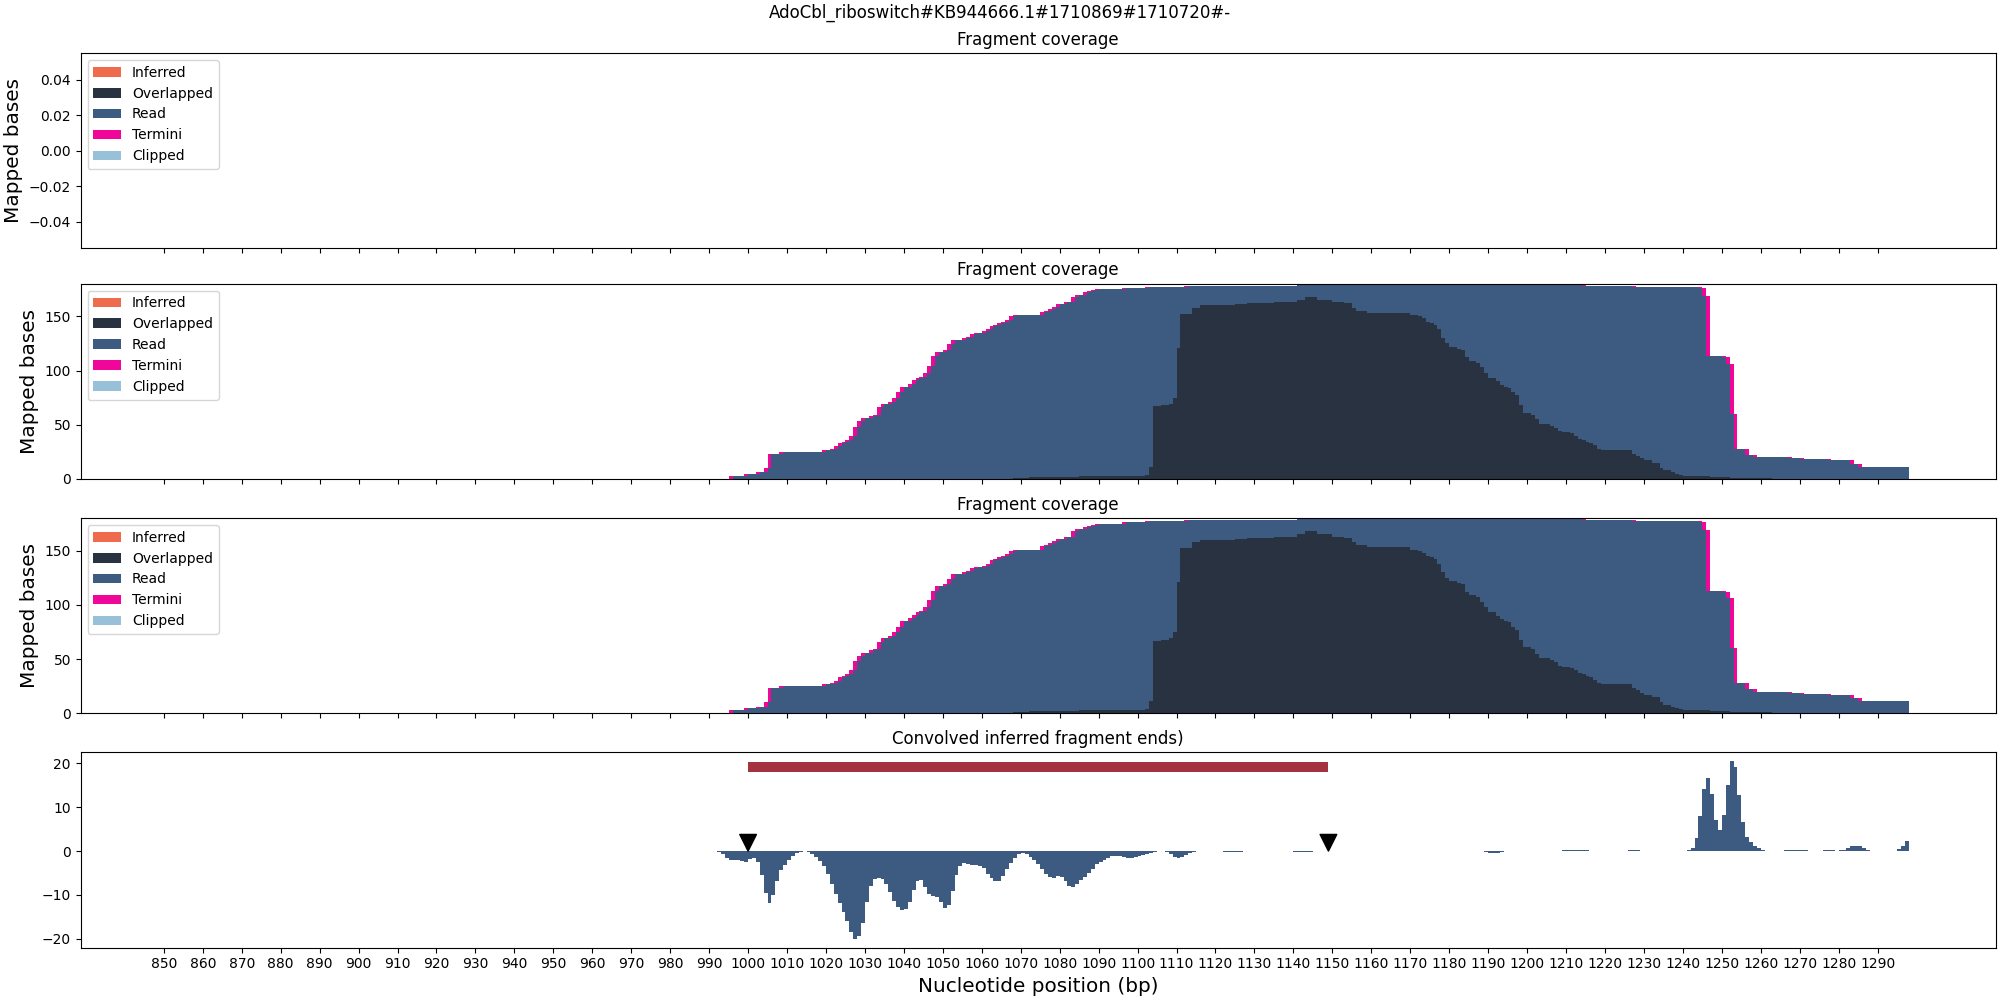 AdoCbl_riboswitch#KB944666.1#1710869#1710720#-
Fragment coverage
Mapped bases
0.04
0.02
0.00
−0.02
−0.04
Inferred
Overlapped
Read
Termini
Clipped
Fragment coverage
Mapped bases
150
100
50
0
Inferred
Overlapped
Read
Termini
Clipped
Fragment coverage
Mapped bases
150
100
50
0
Inferred
Overlapped
Read
Termini
Clipped
Convolved inferred fragment ends)
20
10
0
−10
−20
850 860 870 880 890 900 910 920 930 940 950 960 970 980 990 1000 1010 1020 1030 1040 1050 1060 1070 1080 1090 1100 1110 1120 1130 1140 1150 1160 1170 1180 1190 1200 1210 1220 1230 1240 1250 1260 1270 1280 1290
Nucleotide position (bp)